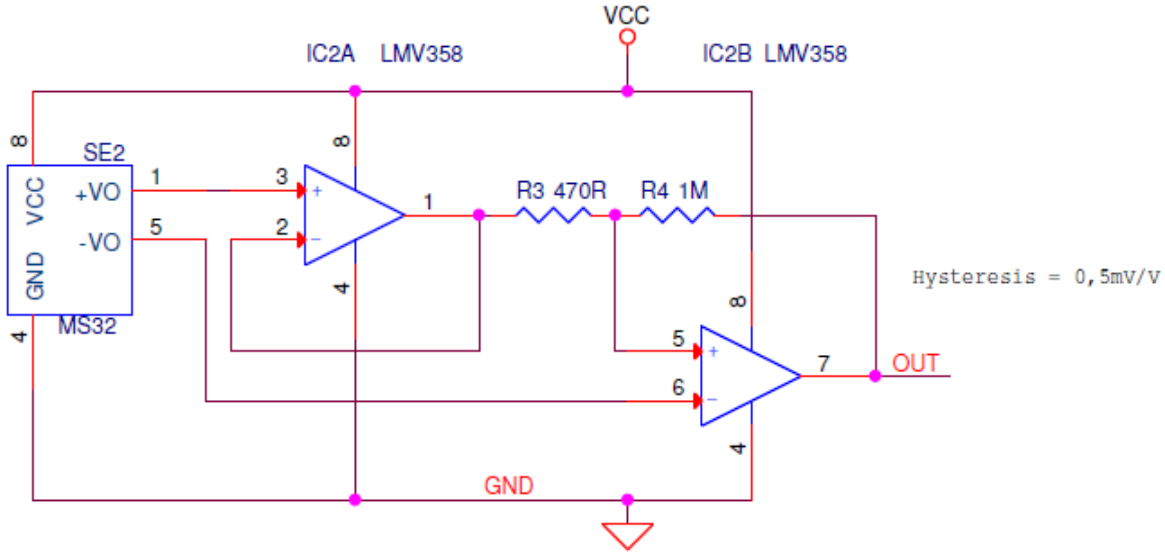 VCC
IC2A LMV358
IC2B LMV358
8
8
SE2
VCC
+VO
1
3
+
1
R3 470R
R4 1M
-VO
5
2
-
GND
4
8
Hysteresis = 0,5mV/V
4
MS32
5
+
7
OUT
6
-
4
GND